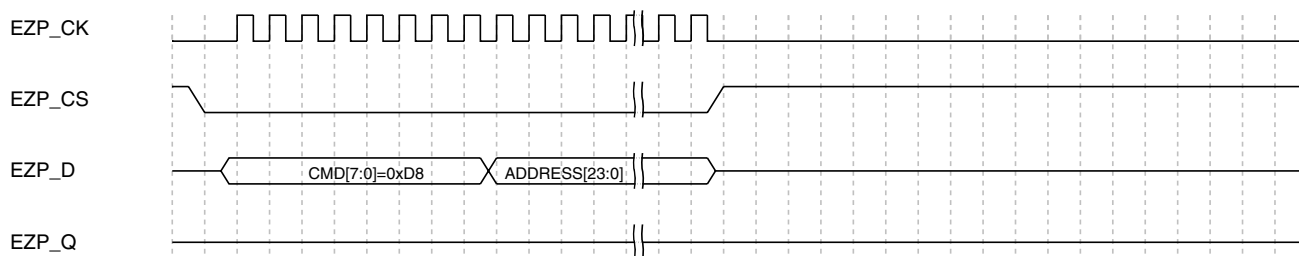 EZP_CK
EZP_CS
EZP_D
CMD[7:0]=0xD8 ADDRESS[23:0]
EZP_Q